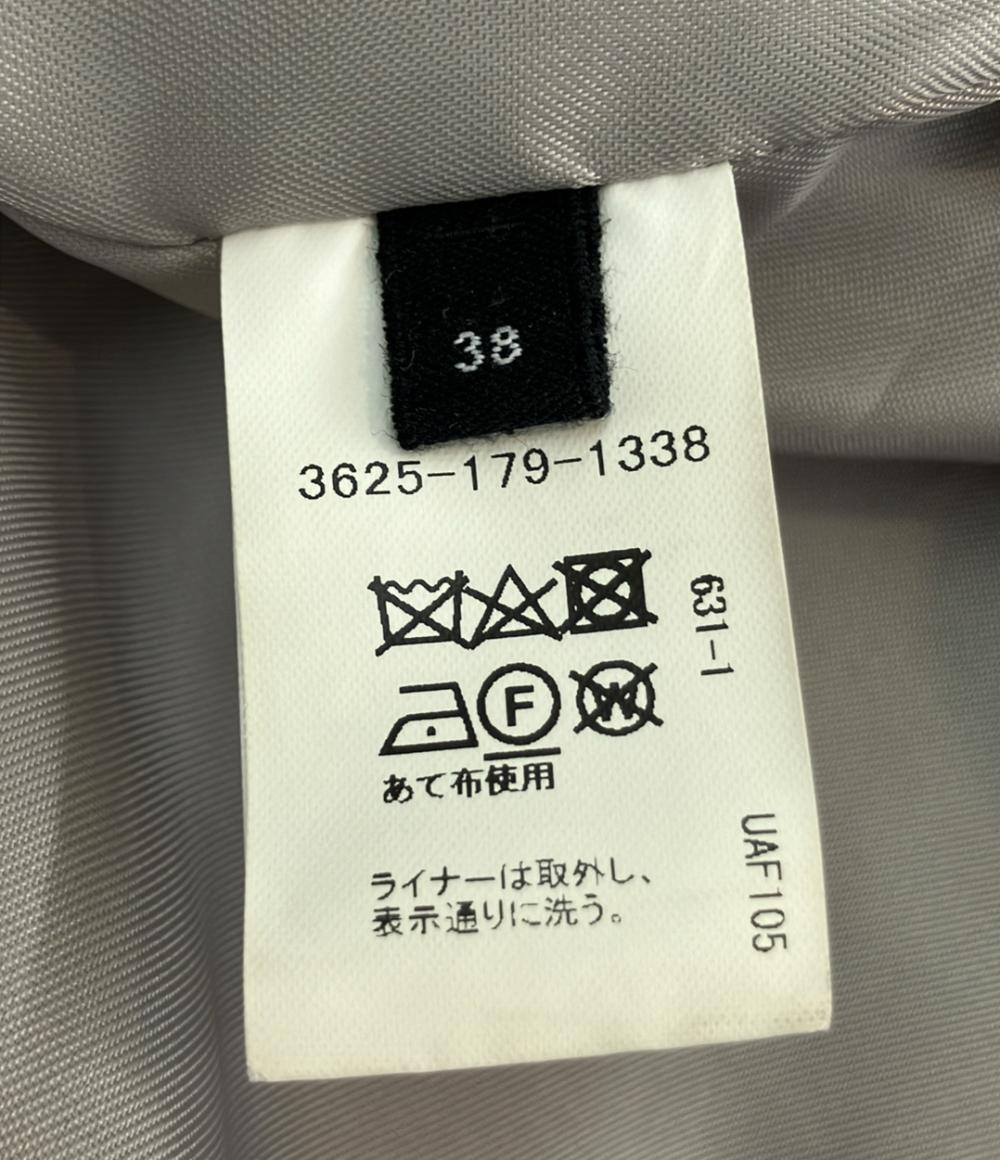 38
3625-179-1338
631-1
F
W
あて布使用
UAF105
ライナーは取外し、
表示通りに洗う。